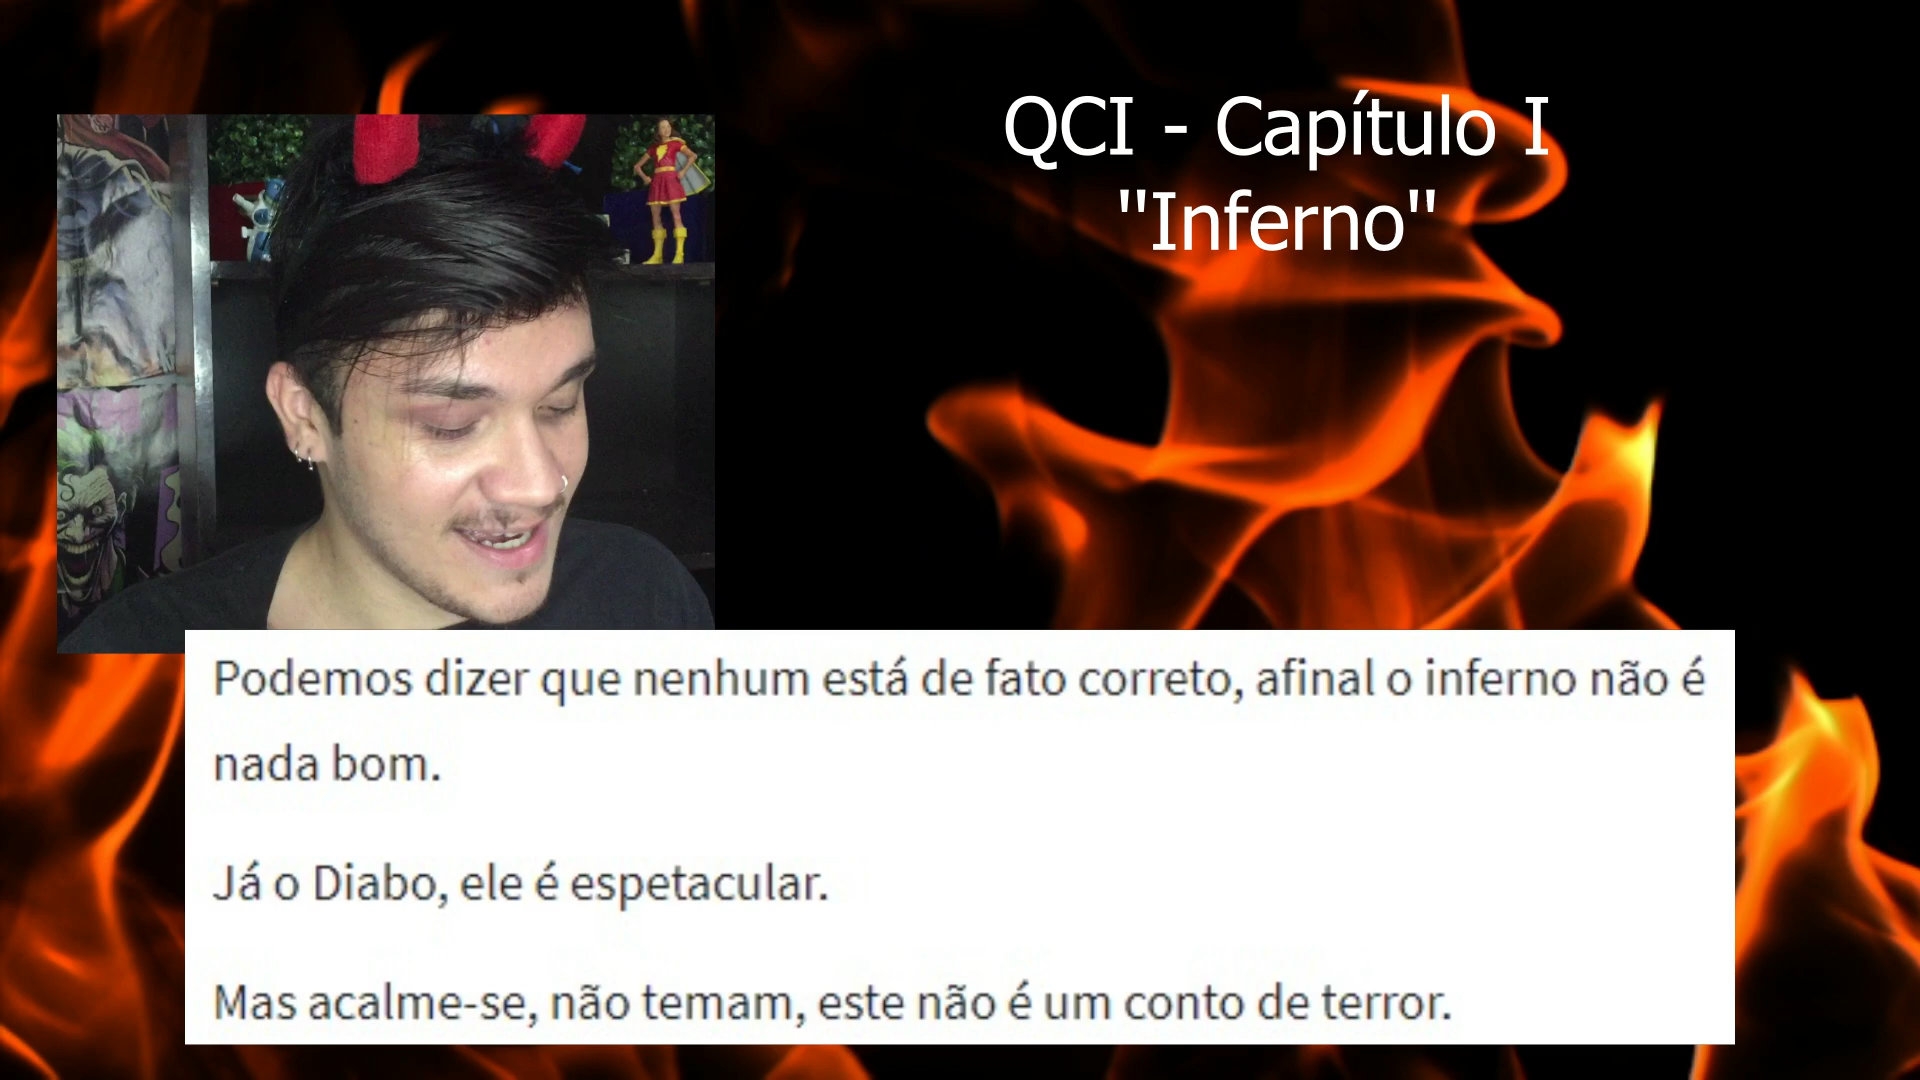 QCI - Capítulo I
"Inferno"
Podemos dizer que nenhum está de fato correto, afinal o inferno não é
nada bom.
Já o Diabo, ele é espetacular.
Mas acalme-se, não temam, este não é um conto de terror.